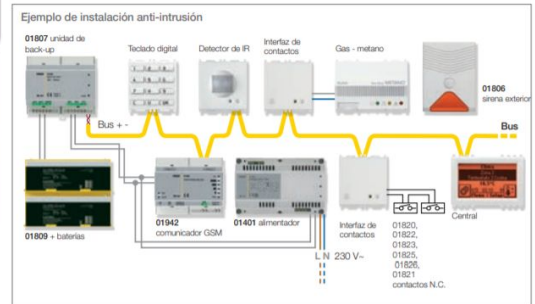 Ejemplo de instalación anti-intrusión
01807 unidad de
back-up
Teclado digital
Detector de IR
Interfaz de
contactos
Gas - metano
01806
sirena exterior
Bus + -
Bus
01809 + baterías
01942
comunicador GSM
01401 alimentador
L N 230 V~
Interfaz de
contactos
01820,
01822,
01823,
01825,
01826,
01821
contactos N.C.
Central